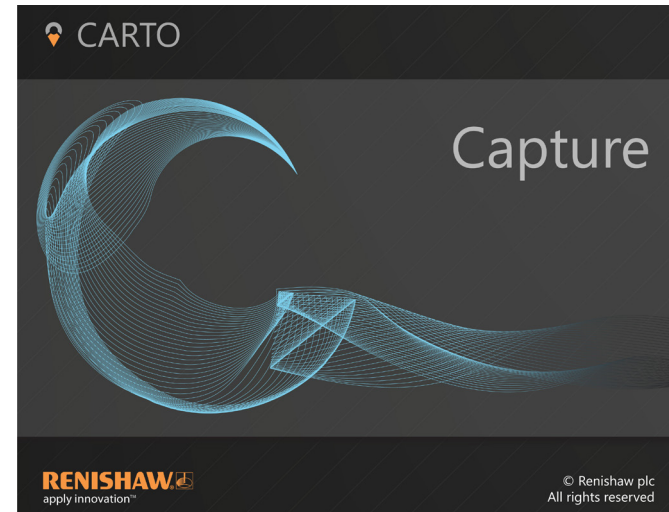 CARTO
Capture
RENISHAW
apply innovation™
© Renishaw plc
All rights reserved